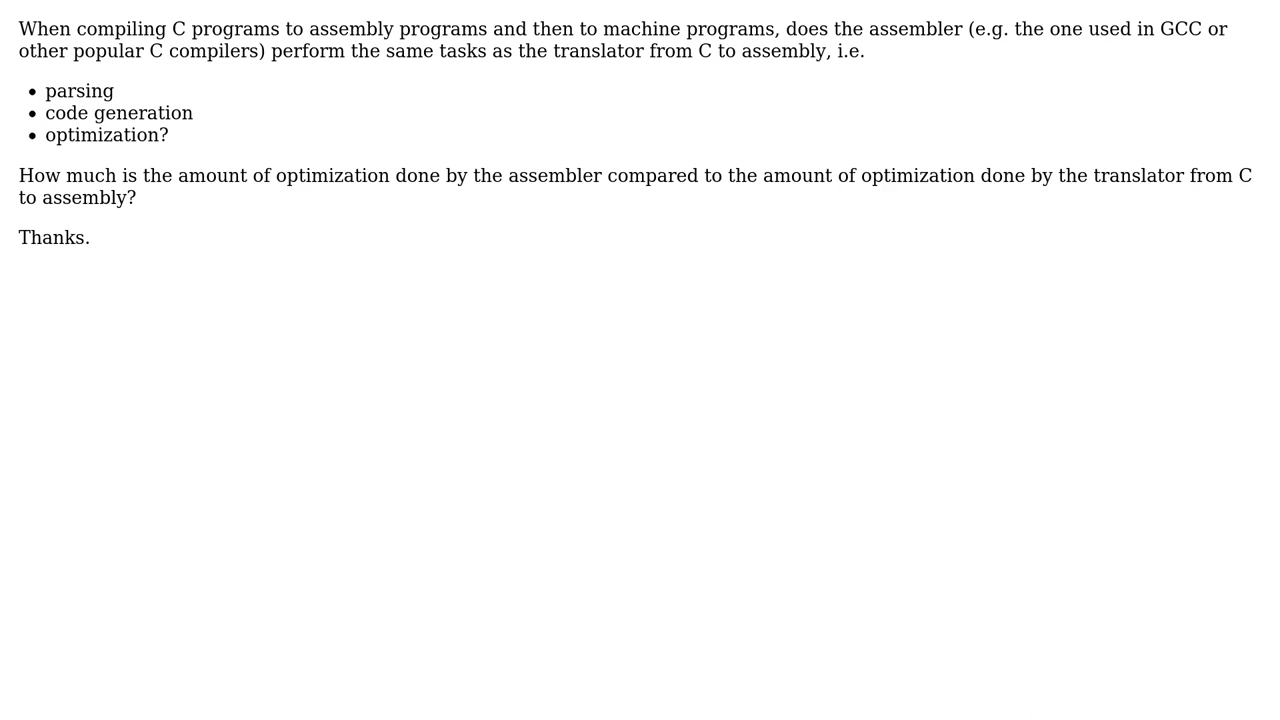 When compiling C programs to assembly programs and then to machine programs, does the assembler (e.g. the one used in GCC or
other popular C compilers) perform the same tasks as the translator from C to assembly, i.e.
• parsing
• code generation
• optimization?
How much is the amount of optimization done by the assembler compared to the amount of optimization done by the translator from C
to assembly?
Thanks.